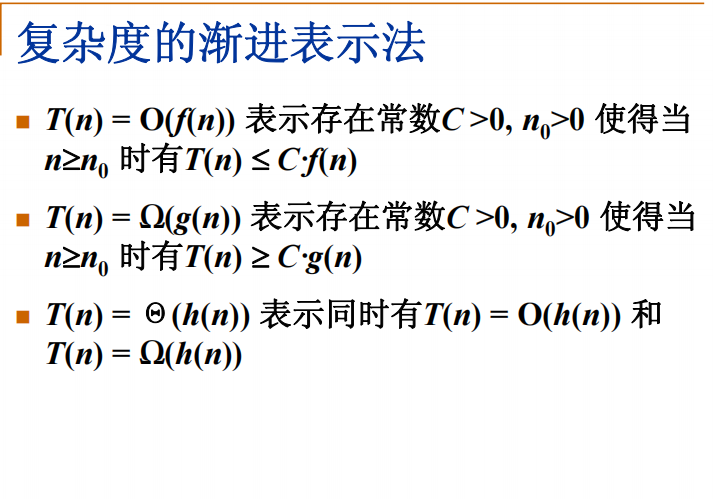 复杂度的渐进表示法
■ T(n) = O(f(n)) 表示存在常数C >0, n₀>0 使得当
n≥n₀ 时有T(n) ≤ C·f(n)
■ T(n) = Ω(g(n)) 表示存在常数C >0, n₀>0 使得当
n≥n₀ 时有T(n) ≥ C·g(n)
■ T(n) = Θ(h(n)) 表示同时有T(n) = O(h(n)) 和
T(n) = Ω(h(n))